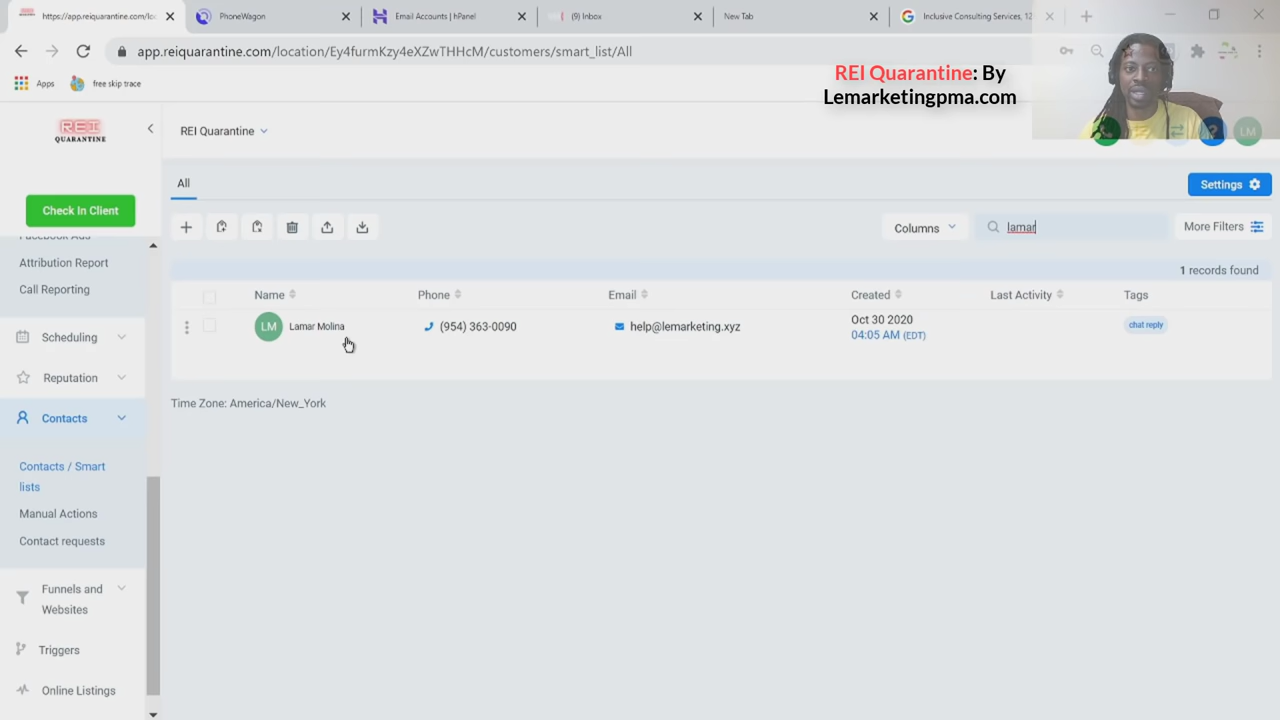 https://app.reiquarantine.com/loc
PhoneWagon
Email Accounts | hPanel
(9) Inbox
New Tab
Inclusive Consulting Services, 12
app.reiquarantine.com/location/Ey4furmKzy4eXZwTHHcM/customers/smart_list/All
Apps
free skip trace
REI Quarantine: By
Lemarketingpma.com
REI
QUARANTINE
REI Quarantine
LM
All
Settings
Check In Client
Columns
lamar
More Filters
Facebook Ads
Attribution Report
Call Reporting
1 records found
Name
Phone
Email
Created
Last Activity
Tags
LM
Lamar Molina
(954) 363-0090
help@lemarketing.xyz
Oct 30 2020
04:05 AM (EDT)
chat reply
Time Zone: America/New_York
Scheduling
Reputation
Contacts
Contacts / Smart
lists
Manual Actions
Contact requests
Funnels and
Websites
Triggers
Online Listings